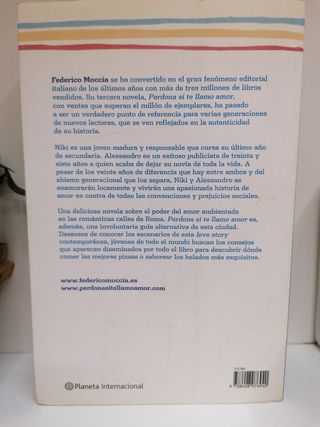 Federico Moccia se ha convertido en el gran fenómeno editorial
italiano de los últimos años con más de tres millones de libros
vendidos. Su tercera novela, Perdona si te llamo amor,
con ventas que superan el millón de ejemplares, ha pasado
a ser un verdadero punto de referencia para varias generaciones
de nuevos lectores, que se ven reflejados en la autenticidad
de su historia.
Niki es una joven madura y responsable que cursa su último año
de secundaria. Alessandro es un exitoso publicista de treinta y
siete años a quien acaba de dejar su novia de toda la vida. A
pesar de los veinte años de diferencia que hay entre ambos y del
abismo generacional que los separa, Niki y Alessandro se
enamorarán locamente y vivirán una apasionada historia de
amor en contra de todas las convenciones y prejuicios sociales.
Una deliciosa novela sobre el poder del amor ambientada
en las románticas calles de Roma. Perdona si te llamo amor es,
además, una involuntaria guía alternativa de esta ciudad.
Deseosos de conocer los escenarios de esta love story
contemporánea, jóvenes de todo el mundo buscan los consejos
que aparecen diseminados por todo el libro para descubrir dónde
comer las mejores pizzas o saborear los helados más exquisitos.
www.federicomoccia.es
www.perdonasitellamoamor.com
Planeta Internacional